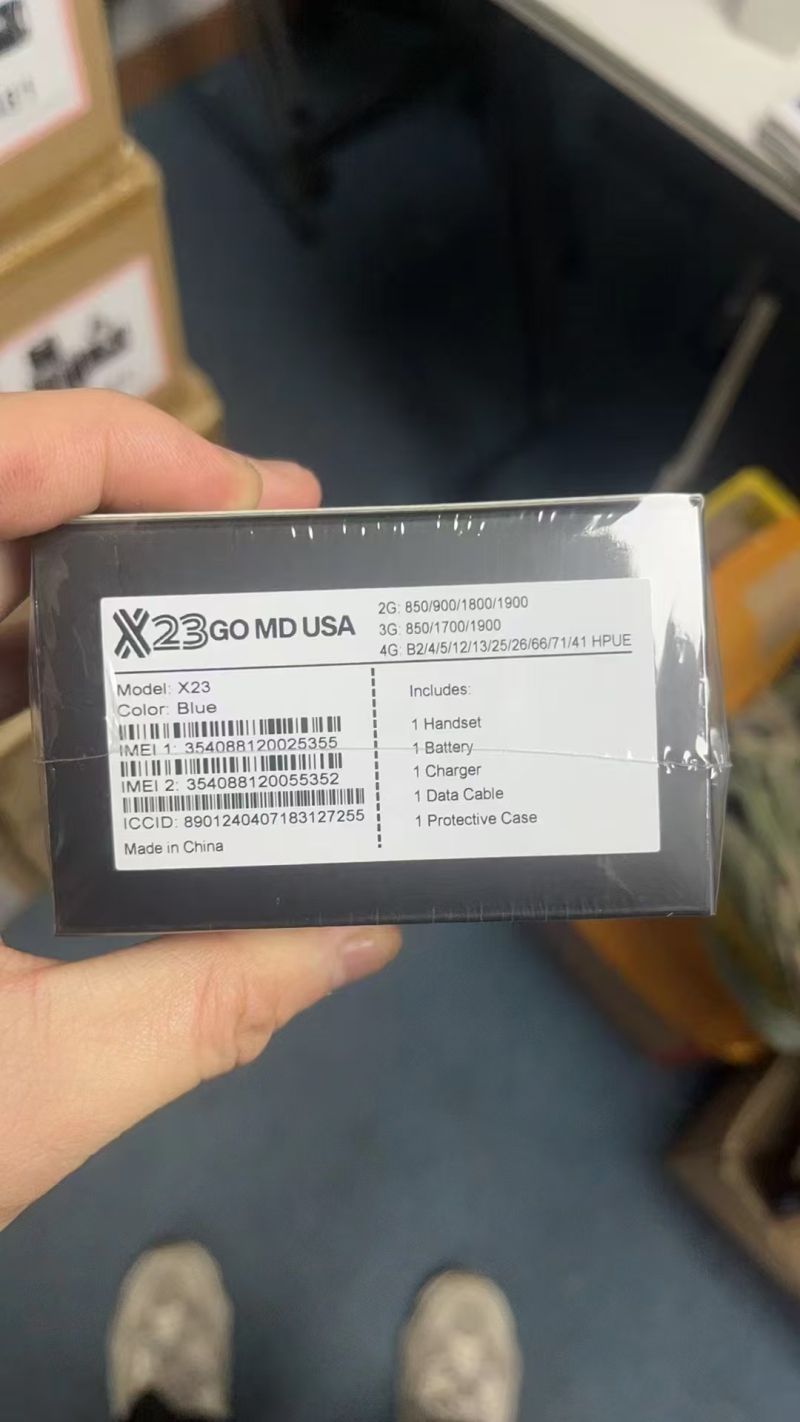 X23 GO MD USA
2G: 850/900/1800/1900
3G: 850/1700/1900
4G: B2/4/5/12/13/25/26/66/71/41 HPUE
Model: X23
Color: Blue
IMEI 1: 354088120025355
IMEI 2: 354088120055352
ICCID: 8901240407183127255
Made in China
Includes:
1 Handset
1 Battery
1 Charger
1 Data Cable
1 Protective Case